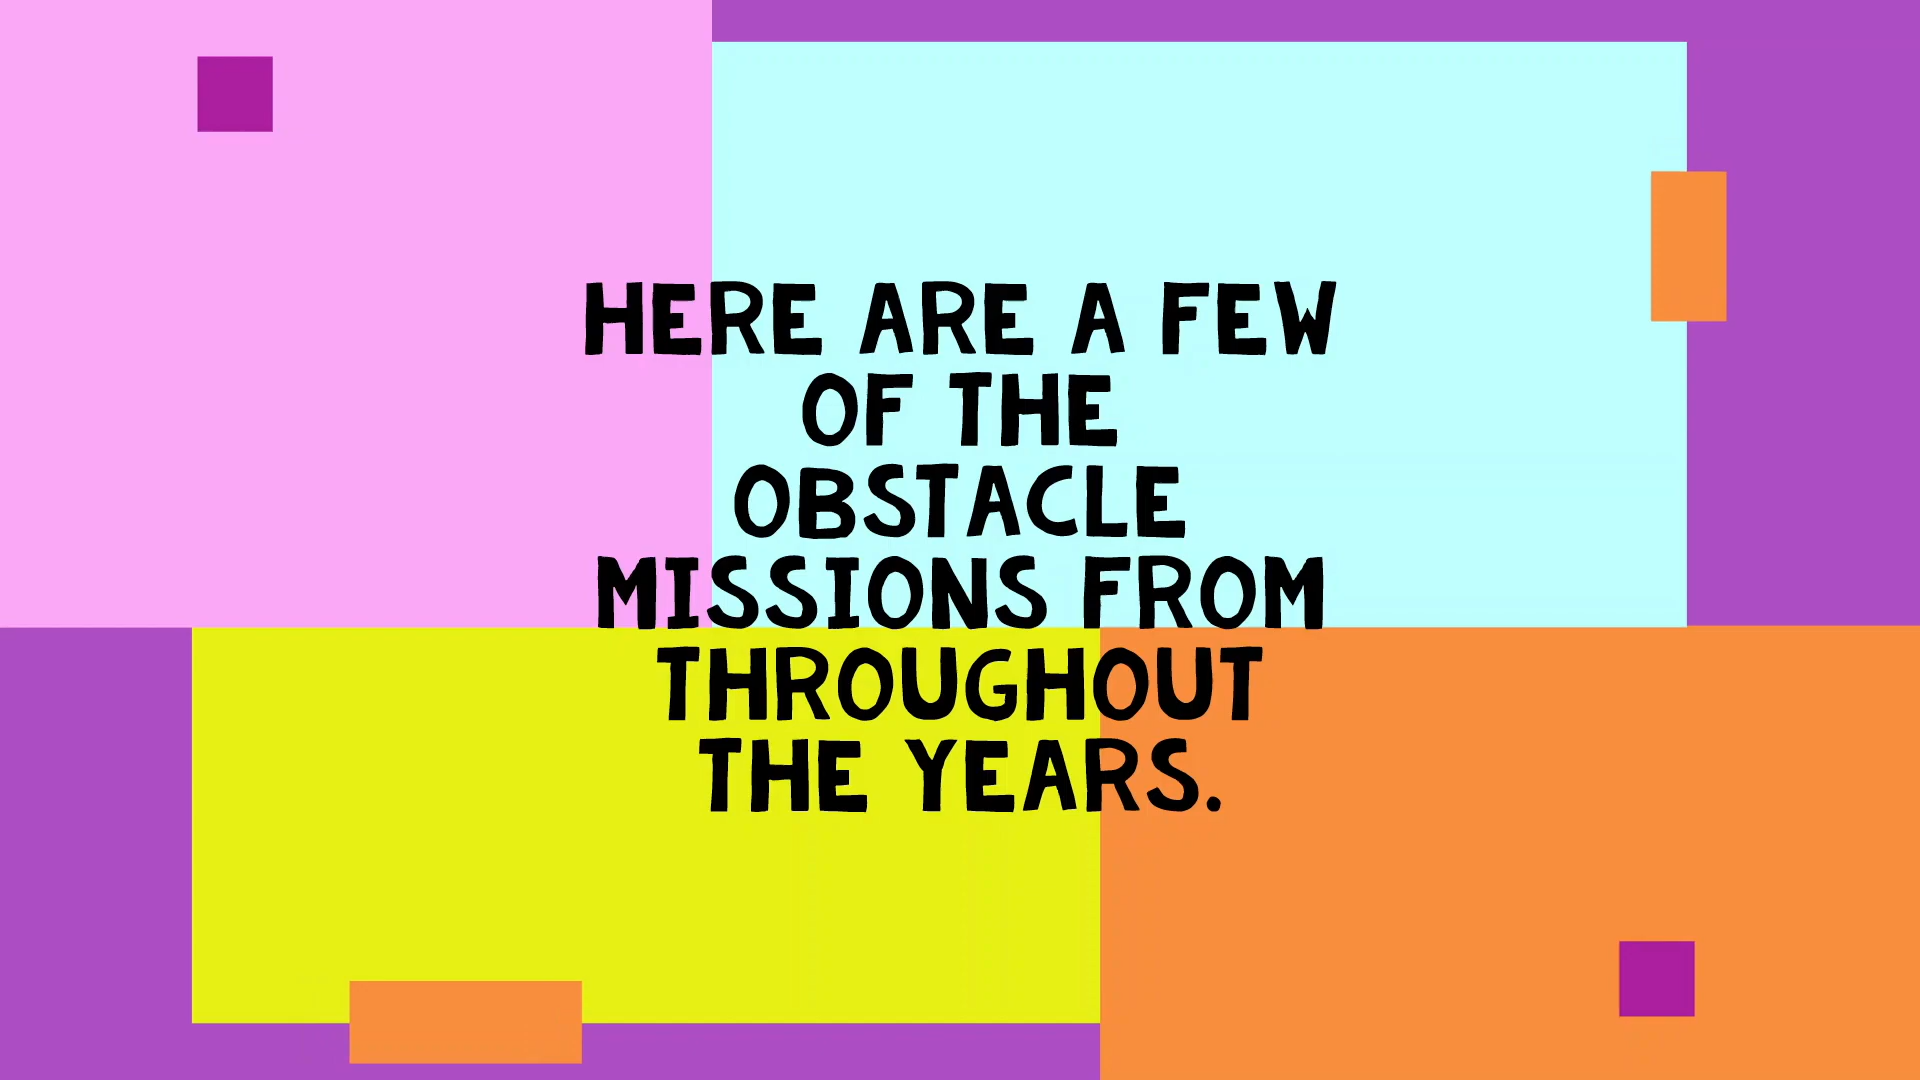 HERE ARE A FEW
OF THE
OBSTACLE
MISSIONS FROM
THROUGHOUT
THE YEARS.